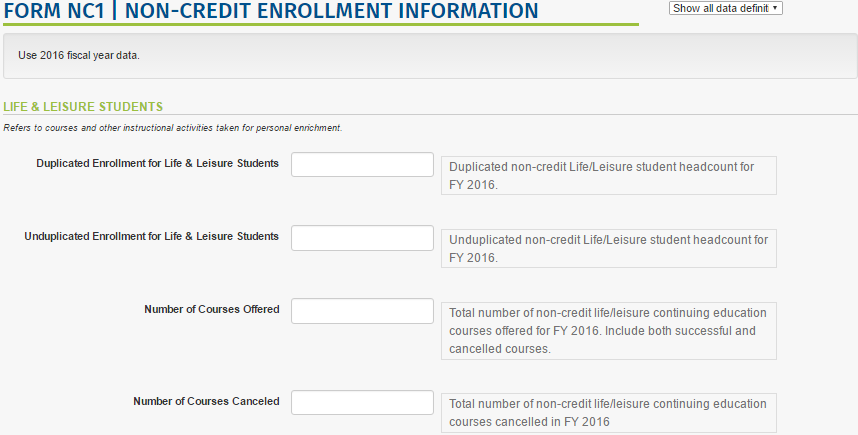 FORM NC1 | NON-CREDIT ENROLLMENT INFORMATION
Show all data definiti
Use 2016 fiscal year data.
LIFE & LEISURE STUDENTS
Refers to courses and other instructional activities taken for personal enrichment.
Duplicated Enrollment for Life & Leisure Students
Duplicated non-credit Life/Leisure student headcount for
FY 2016.
Unduplicated Enrollment for Life & Leisure Students
Unduplicated non-credit Life/Leisure student headcount for
FY 2016.
Number of Courses Offered
Total number of non-credit life/leisure continuing education
courses offered for FY 2016. Include both successful and
cancelled courses.
Number of Courses Canceled
Total number of non-credit life/leisure continuing education
courses cancelled in FY 2016